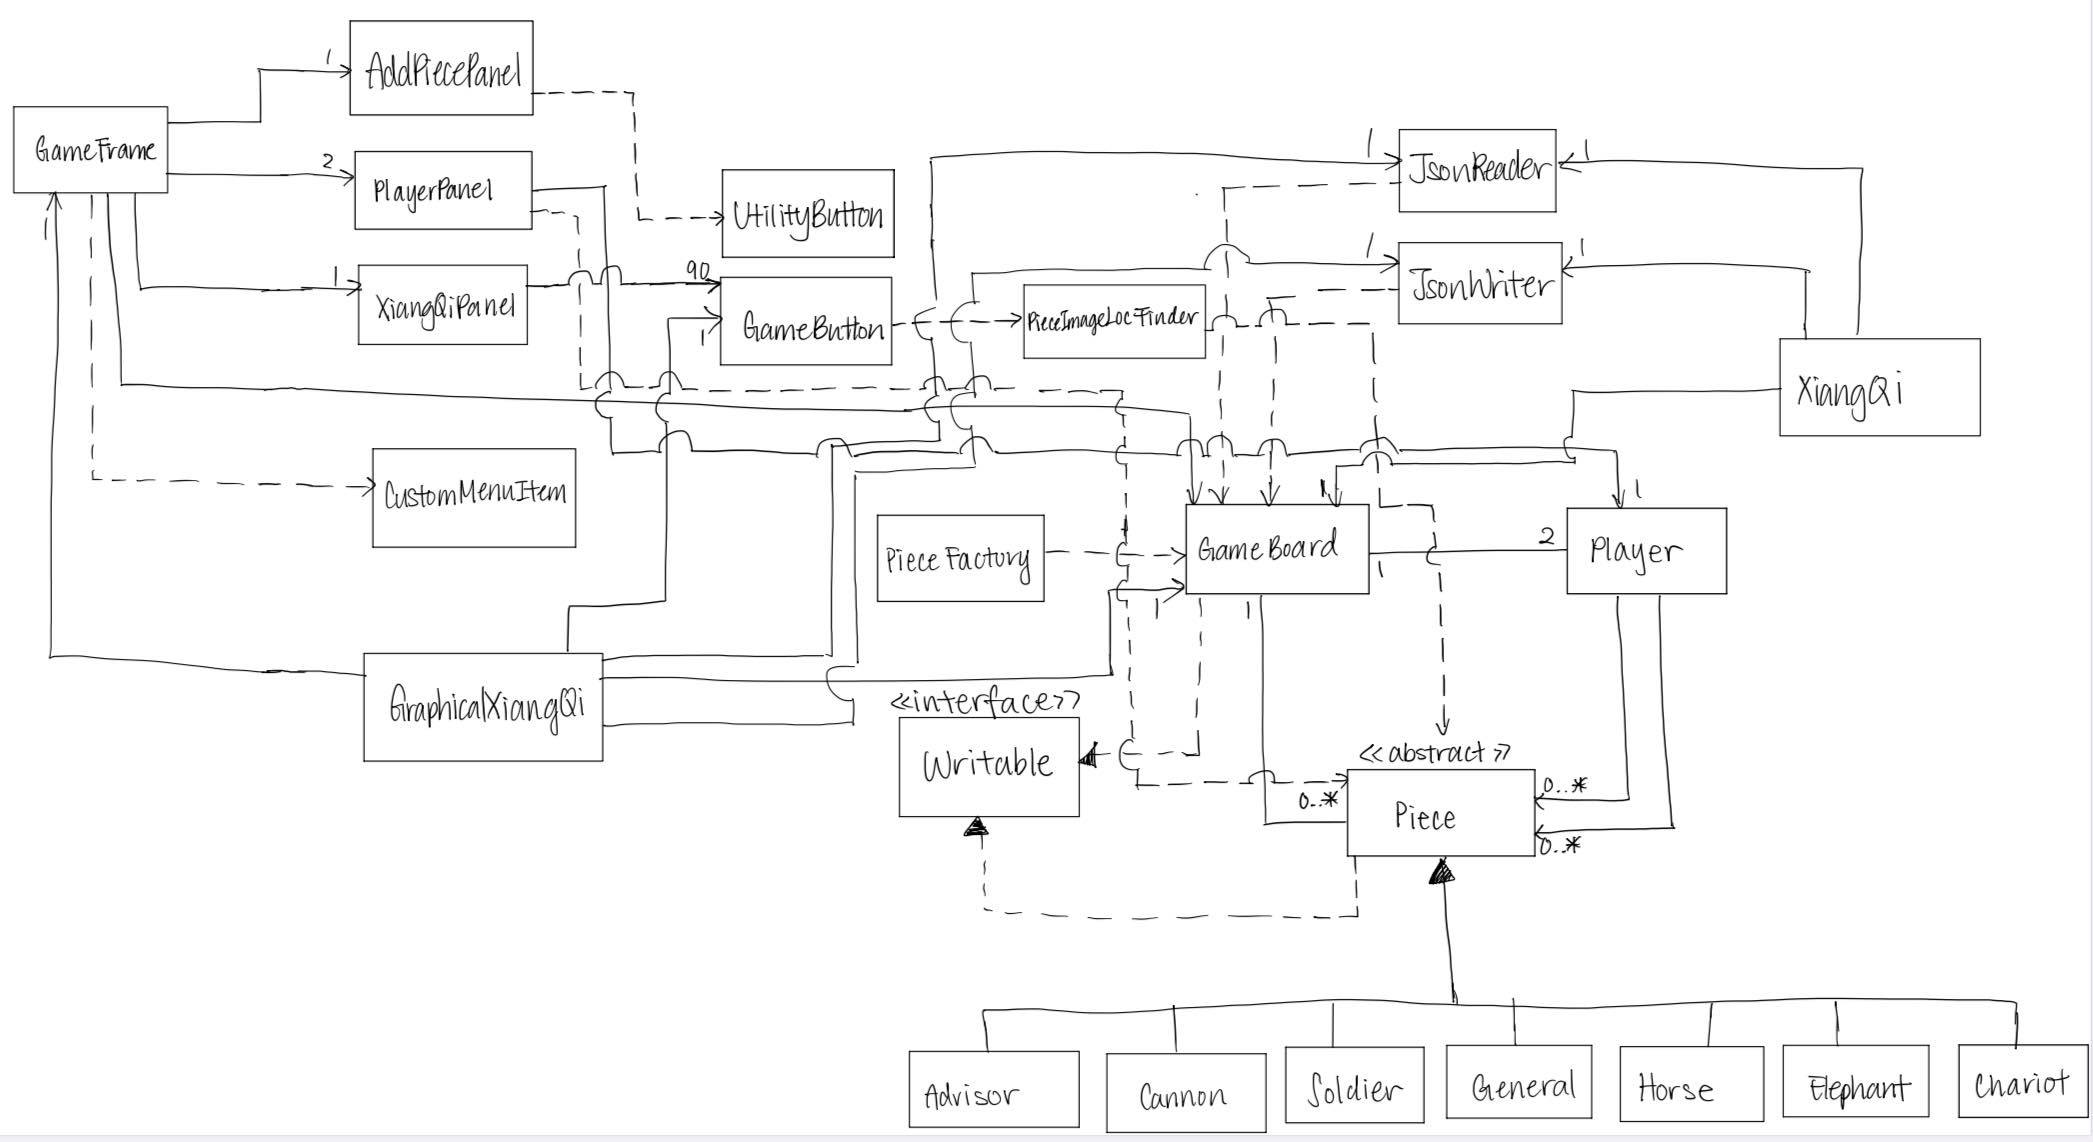 AddPiecePanel
1
GameFrame
2
PlayerPanel
1
JsonReader
1
UtilityButton
1
1
XiangQiPanel
90
GameButton
1
PieceImageLocFinder
1
JsonWriter
1
XiangQi
CustomMenuItem
1
1
Piece Factory
GameBoard
2
1
Player
1
1
GraphicalXiangQi
<<interface>>
Writable
<<abstract>>
Piece
0..*
0..*
0..*
Advisor
Cannon
Soldier
General
Horse
Elephant
Chariot